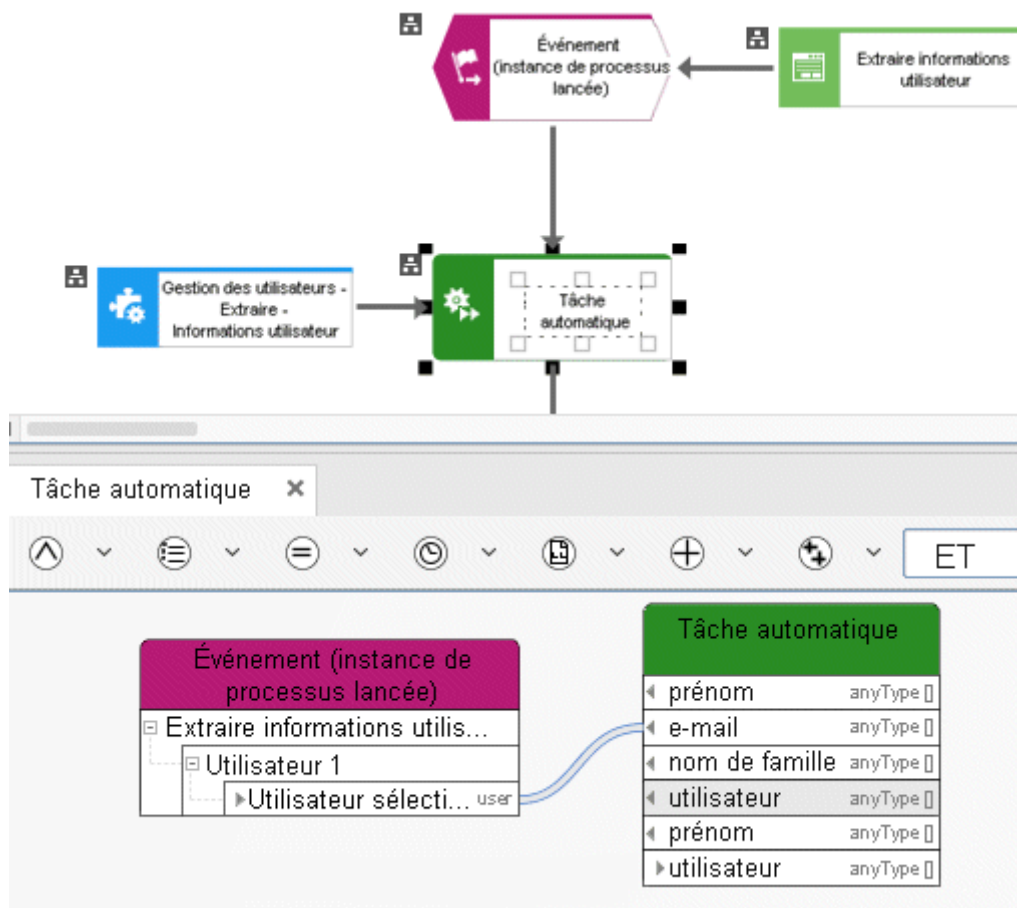 Événement
(instance de processus
lancée)
Extraire informations
utilisateur
Gestion des utilisateurs -
Extraire -
Informations utilisateur
Tâche
automatique
Tâche automatique
ET
Événement (instance de
processus lancée)
Extraire informations utilis...
Utilisateur 1
Utilisateur sélecti... user
Tâche automatique
prénom anyType []
e-mail anyType []
nom de famille anyType []
utilisateur anyType []
prénom anyType []
utilisateur anyType []